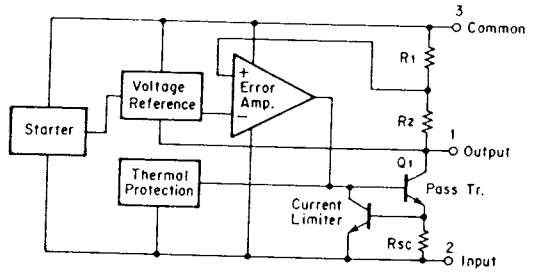 3
Common
R1
+
Voltage
Reference
Error
Amp.
−
Starter
R2
1
Output
Q1
Thermal
Protection
Pass Tr.
Current
Limiter
Rsc
2
Input